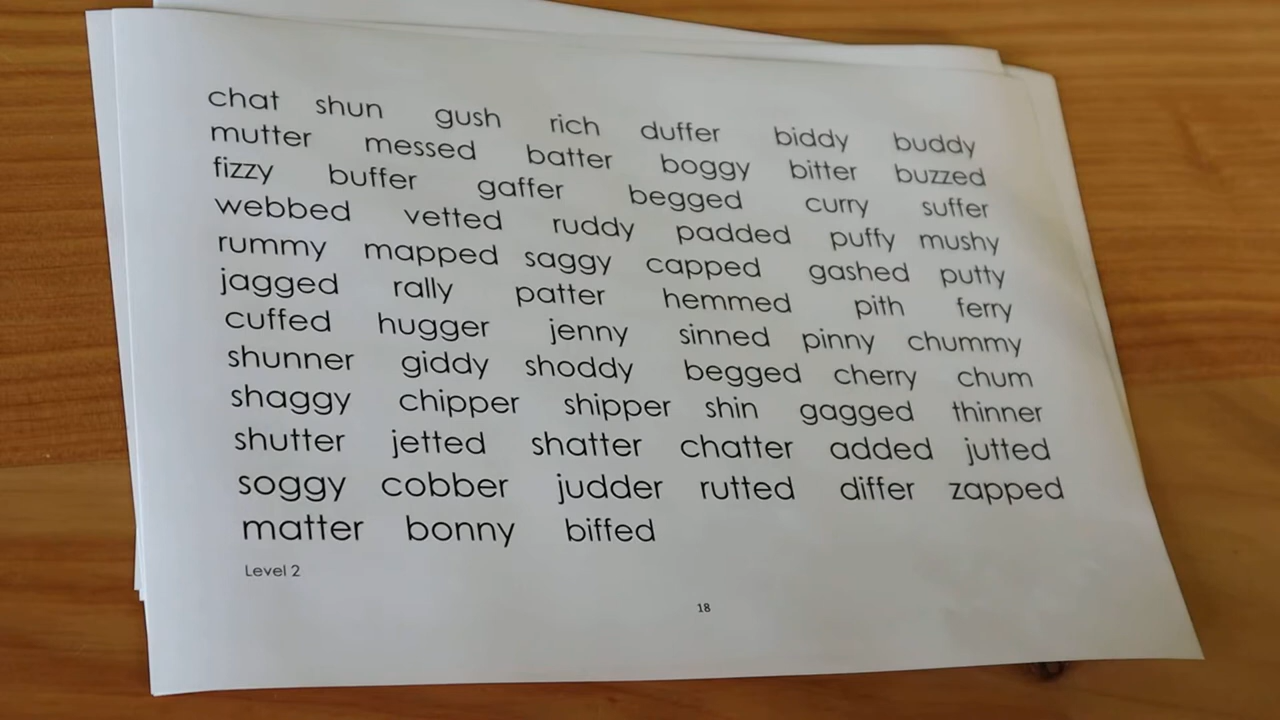 chat shun gush rich duffer biddy buddy
mutter messed batter boggy bitter buzzed
fizzy buffer gaffer begged curry suffer
webbed vetted ruddy padded puffy mushy
rummy mapped saggy capped gashed putty
jagged rally patter hemmed pith ferry
cuffed hugger jenny sinned pinny chummy
shunner giddy shoddy begged cherry chum
shaggy chipper shipper shin gagged thinner
shutter jetted shatter chatter added jutted
soggy cobber judder rutted differ zapped
matter bonny biffed
Level 2
18